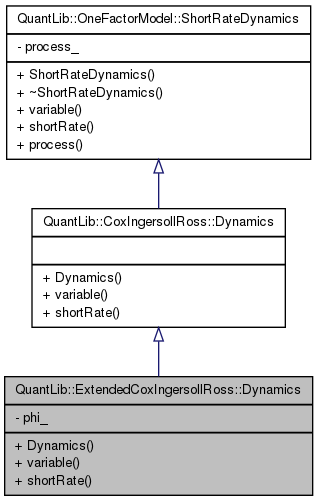 QuantLib::OneFactorModel::ShortRateDynamics
- process_
+ ShortRateDynamics()
+ ~ShortRateDynamics()
+ variable()
+ shortRate()
+ process()
QuantLib::CoxIngersollRoss::Dynamics
+ Dynamics()
+ variable()
+ shortRate()
QuantLib::ExtendedCoxIngersollRoss::Dynamics
- phi_
+ Dynamics()
+ variable()
+ shortRate()